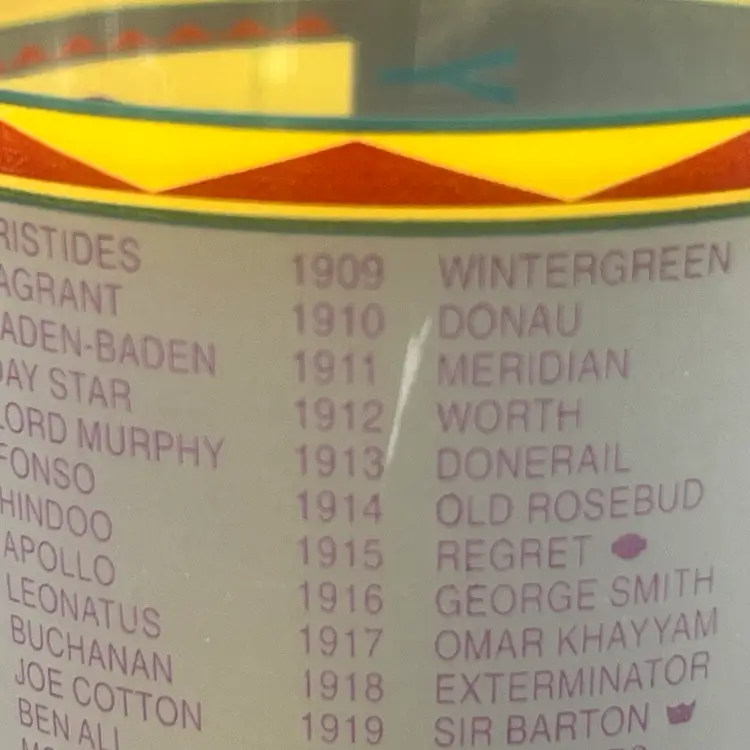 RISTIDES 1909 WINTERGREEN
AGRANT 1910 DONAU
ADEN-BADEN 1911 MERIDIAN
DAY STAR 1912 WORTH
LORD MURPHY 1913 DONERAIL
FONSO 1914 OLD ROSEBUD
HINDOO 1915 REGRET
APOLLO 1916 GEORGE SMITH
LEONATUS 1917 OMAR KHAYYAM
BUCHANAN 1918 EXTERMINATOR
JOE COTTON 1919 SIR BARTON
BEN ALI